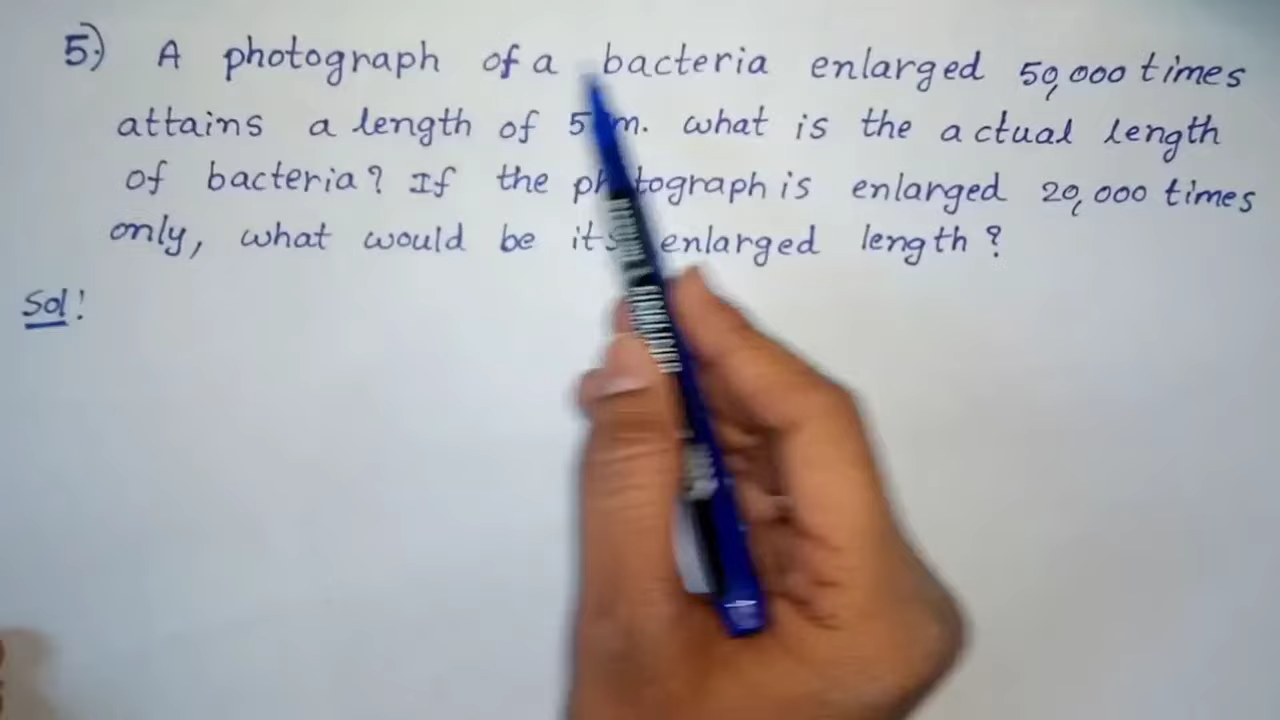 5) A photograph of a bacteria enlarged 50,000 times
attains a length of 5 m. what is the actual length
of bacteria? If the photograph is enlarged 20,000 times
only, what would be its enlarged length?
Sol!